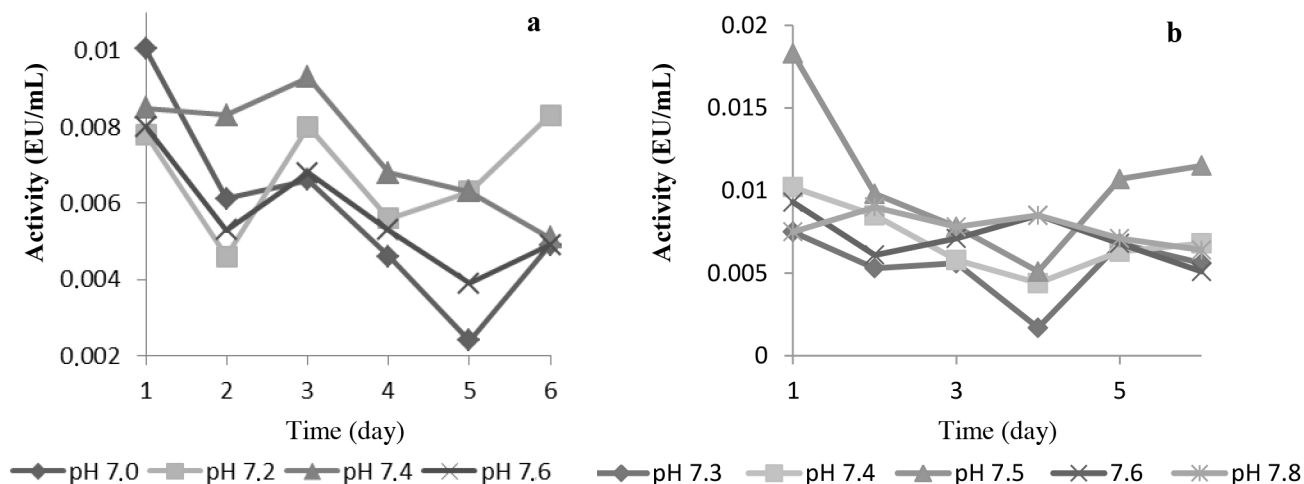 a
Activity (EU/mL)
0.01
0.008
0.006
0.004
0.002
1 2 3 4 5 6
Time (day)
pH 7.0 pH 7.2 pH 7.4 pH 7.6
b
Activity (EU/mL)
0.02
0.015
0.01
0.005
0
1 3 5
Time (day)
pH 7.3 pH 7.4 pH 7.5 7.6 pH 7.8